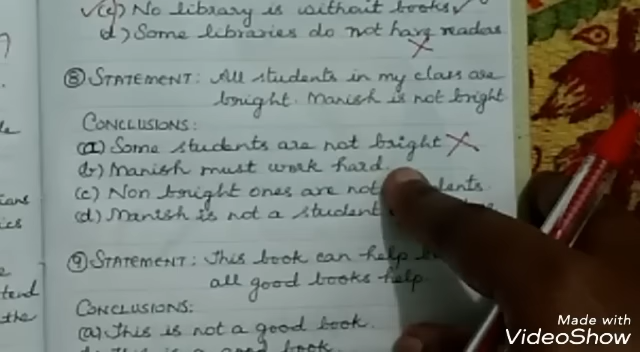 (c) No library is without books
d) Some libraries do not have readers
⑧ STATEMENT: All students in my class are
bright. Manish is not bright
CONCLUSIONS:
(a) Some students are not bright
(b) Manish must work hard.
(c) Non bright ones are not
(d) Manish is not a student
⑨ STATEMENT: This book can help
all good books help
CONCLUSIONS:
(a) This is not a good book.
tend
the
Made with
VideoShow